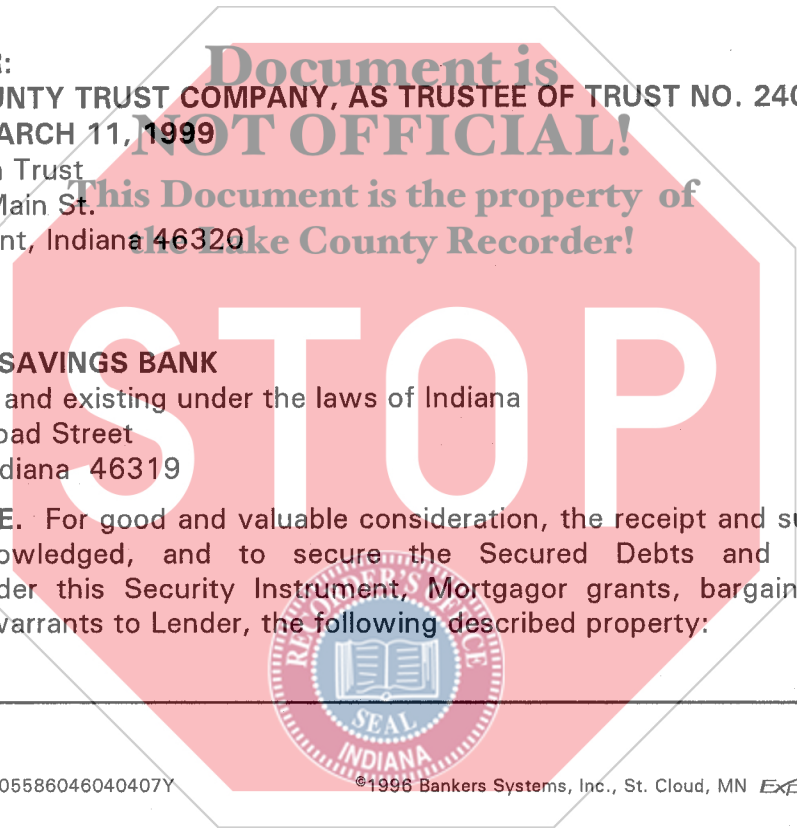 Document is
R:
UNTY TRUST COMPANY, AS TRUSTEE OF TRUST NO. 240
MARCH 11, 1999
NOT OFFICIAL!
Trust
This Document is the property of
Main St.
nt, Indiana 46320
the Lake County Recorder!
STOP
SAVINGS BANK
and existing under the laws of Indiana
oad Street
diana 46319
E. For good and valuable consideration, the receipt and su
owledged, and to secure the Secured Debts and
der this Security Instrument, Mortgagor grants, bargain
warrants to Lender, the following described property:
RECORDER'S OFFICE
SEAL
INDIANA
05586046040407Y
©1996 Bankers Systems, Inc., St. Cloud, MN